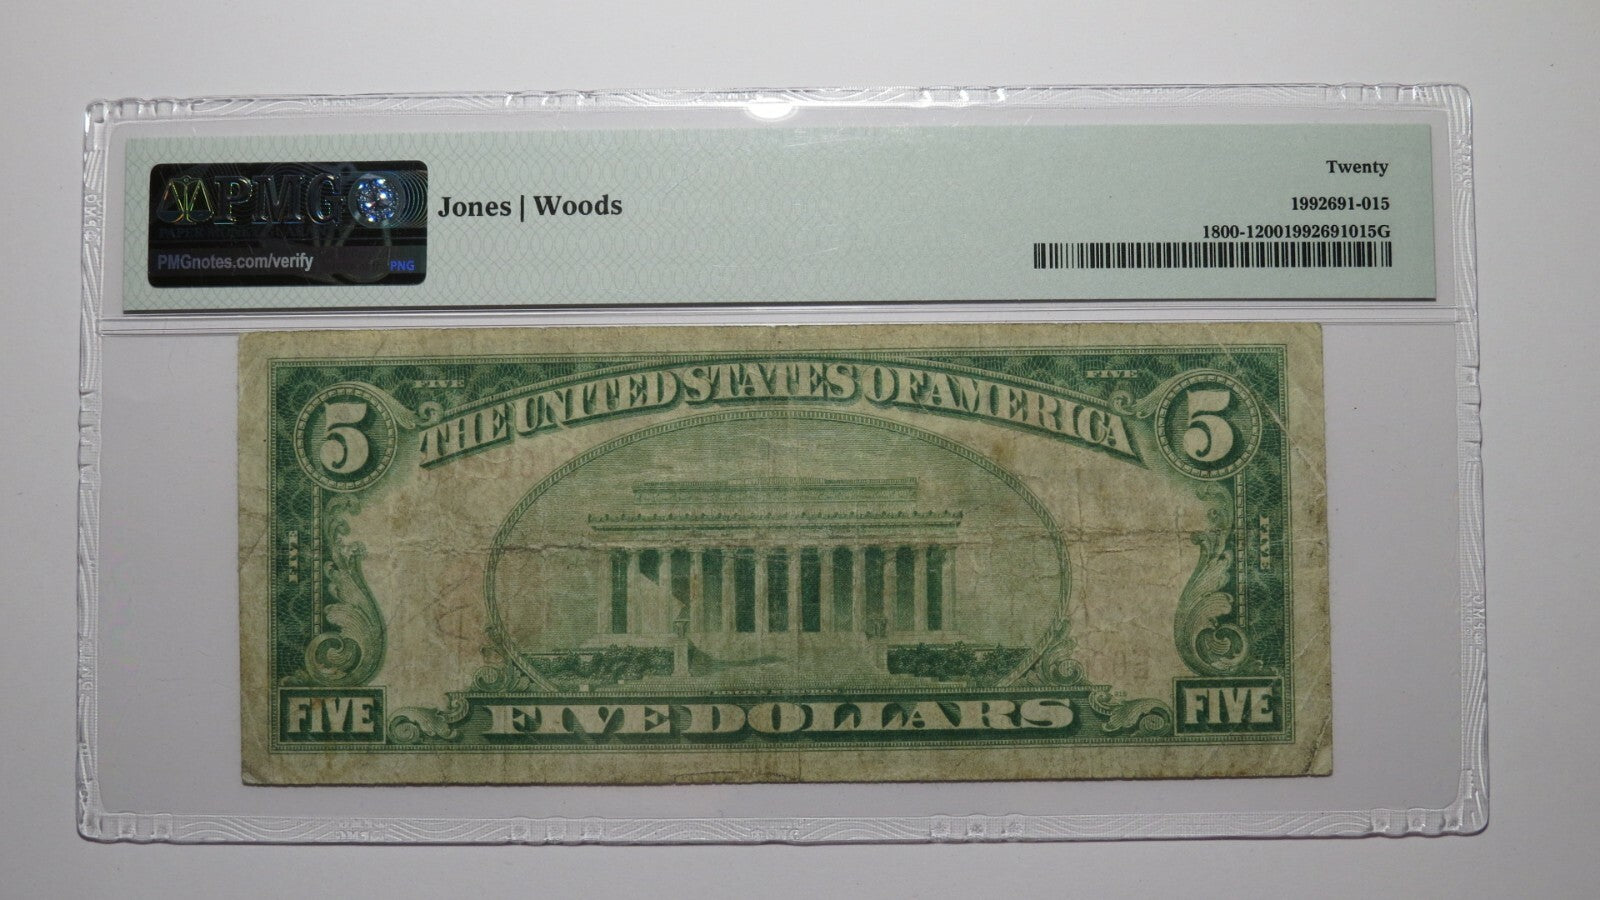 PMG
PMGnotes.com/verify
PNG
Jones | Woods
Twenty
1992691-015
1800-12001992691015G
THE UNITED STATES OF AMERICA
5
5
FIVE
FIVE
FIVE
FIVE
FIVE
FIVE
FIVE DOLLARS